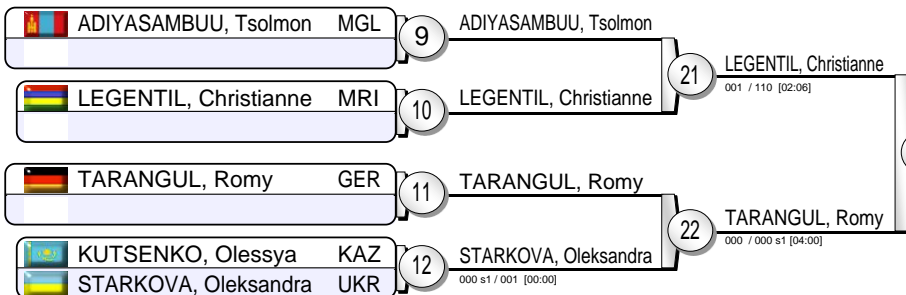 ADIYASAMBUU, Tsolmon MGL
9
ADIYASAMBUU, Tsolmon
LEGENTIL, Christianne MRI
10
LEGENTIL, Christianne
21
LEGENTIL, Christianne
001 / 110 [02:06]
TARANGUL, Romy GER
11
TARANGUL, Romy
KUTSENKO, Olessya KAZ
STARKOVA, Oleksandra UKR
12
STARKOVA, Oleksandra
000 s1 / 001 [00:00]
22
TARANGUL, Romy
000 / 000 s1 [04:00]